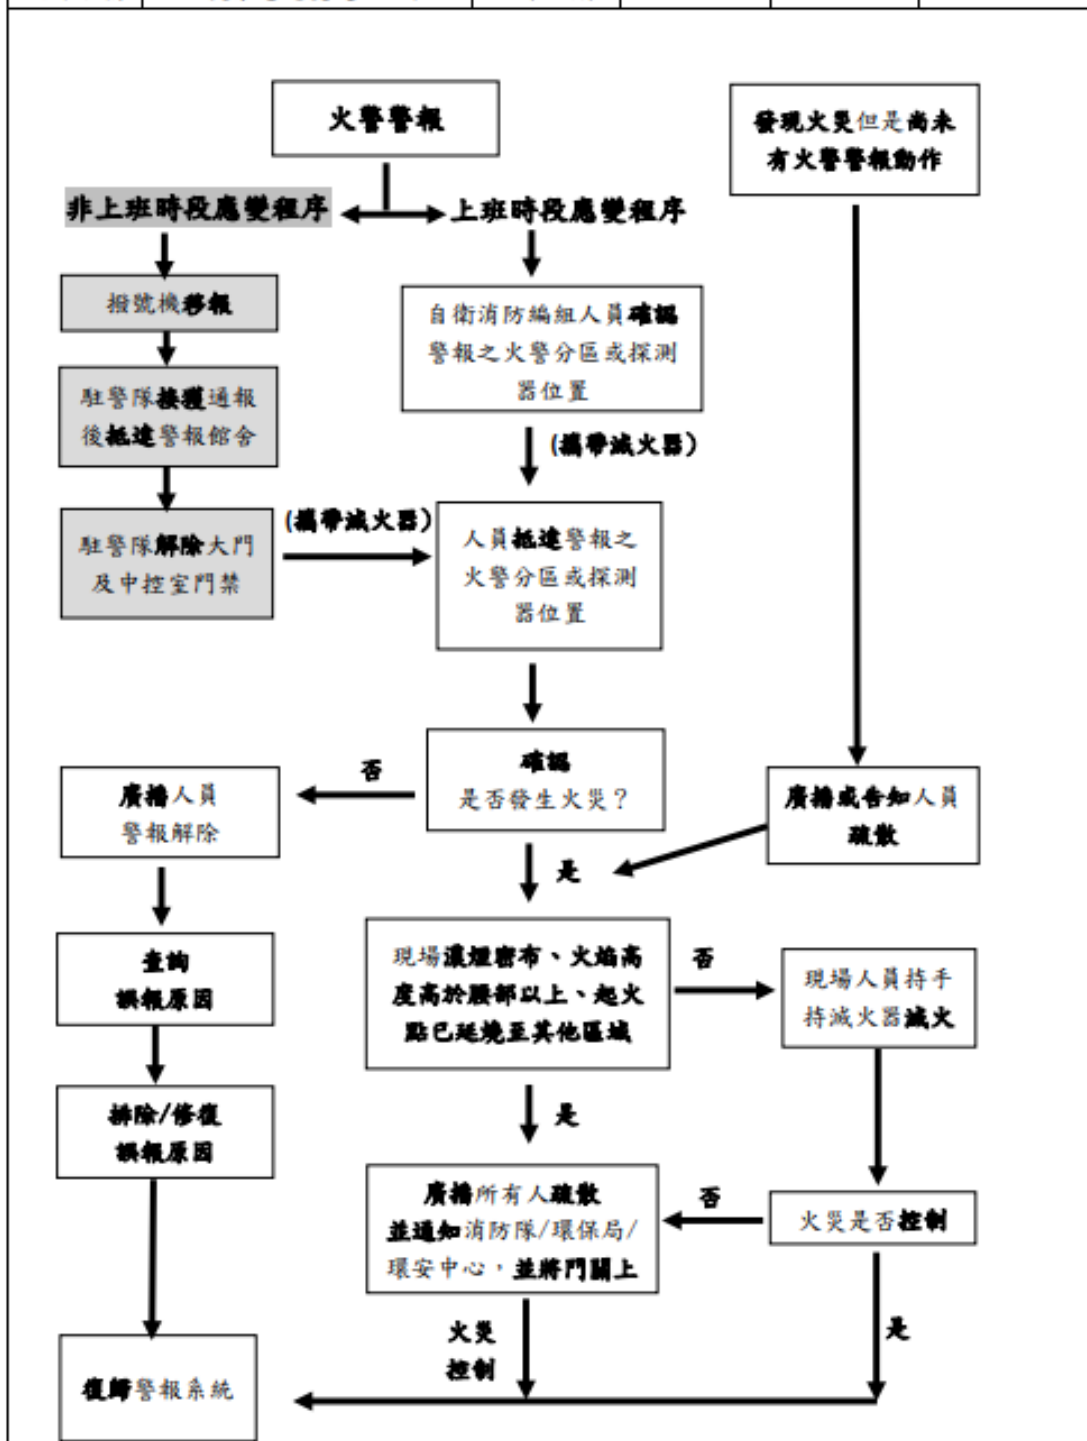 火警警報
發現火災但是尚未
有火警警報動作
非上班時段應變程序
上班時段應變程序
撥號機移報
自衛消防編組人員確認
警報之火警分區或探測
器位置
駐警隊接獲通報
後抵達警報館舍
(攜帶滅火器)
駐警隊解除大門
及中控室門禁
(攜帶滅火器)
人員抵達警報之
火警分區或探測
器位置
確認
是否發生火災？
否
廣播人員
警報解除
廣播或告知人員
疏散
是
查詢
誤報原因
現場濃煙密布、火焰高
度高於腰部以上、起火
點已延燒至其他區域
否
現場人員持手
持滅火器滅火
排除/修復
誤報原因
是
廣播所有人疏散
並通知消防隊/環保局/
環安中心，並將門關上
否
火災是否控制
火災
控制
是
復歸警報系統